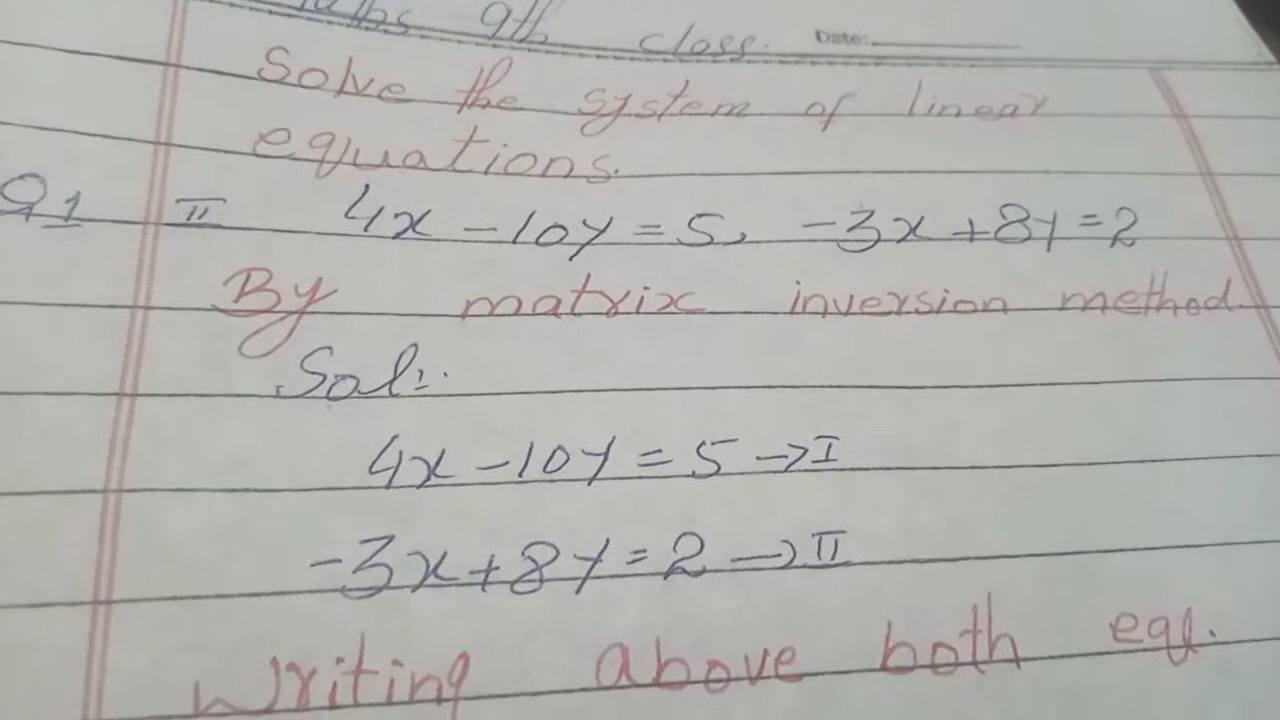 9th class. Date:
Solve the system of linear
equations.
Q1 II 4x - 10y = 5, -3x + 8y = 2
By matrix inversion method.
Sol:
4x - 10y = 5 → I
-3x + 8y = 2 → II
Writing above both eq.